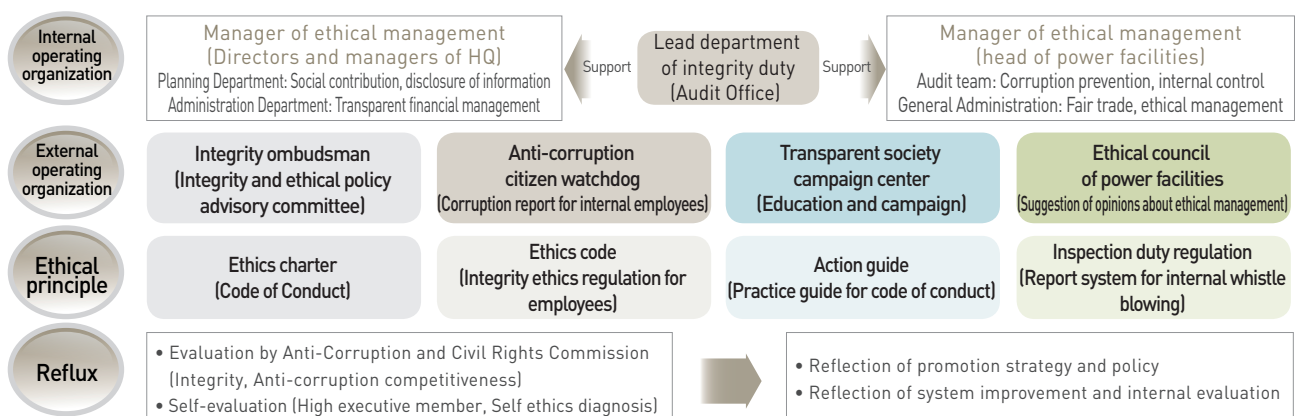 Internal
operating
organization
Manager of ethical management
(Directors and managers of HQ)
Planning Department: Social contribution, disclosure of information
Administration Department: Transparent financial management
Support
Lead department
of integrity duty
(Audit Office)
Support
Manager of ethical management
(head of power facilities)
Audit team: Corruption prevention, internal control
General Administration: Fair trade, ethical management
External
operating
organization
Integrity ombudsman
(Integrity and ethical policy
advisory committee)
Anti-corruption
citizen watchdog
(Corruption report for internal employees)
Transparent society
campaign center
(Education and campaign)
Ethical council
of power facilities
(Suggestion of opinions about ethical management)
Ethical
principle
Ethics charter
(Code of Conduct)
Ethics code
(Integrity ethics regulation for
employees)
Action guide
(Practice guide for code of conduct)
Inspection duty regulation
(Report system for internal whistle
blowing)
Reflux
• Evaluation by Anti-Corruption and Civil Rights Commission
(Integrity, Anti-corruption competitiveness)
• Self-evaluation (High executive member, Self ethics diagnosis)
• Reflection of promotion strategy and policy
• Reflection of system improvement and internal evaluation